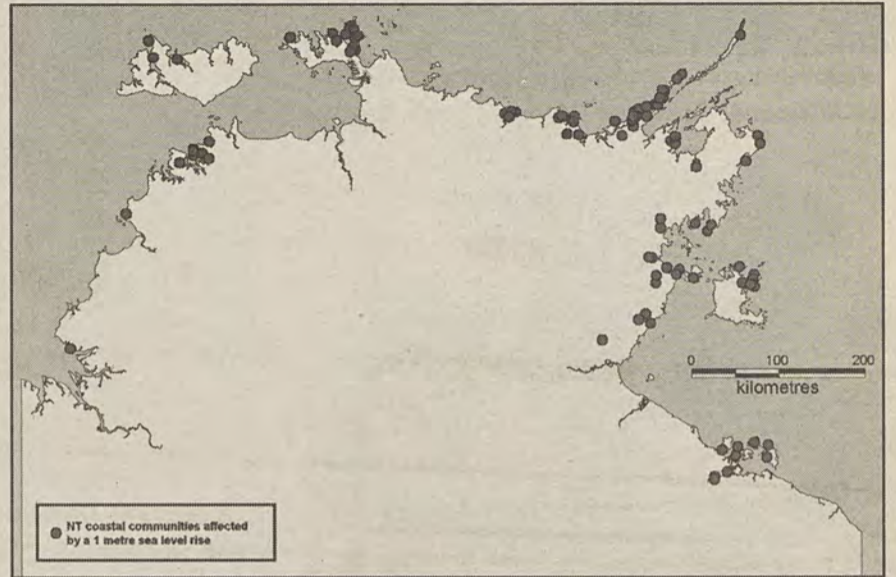 0 100 200
kilometres
NT coastal communities affected
by a 1 metre sea level rise